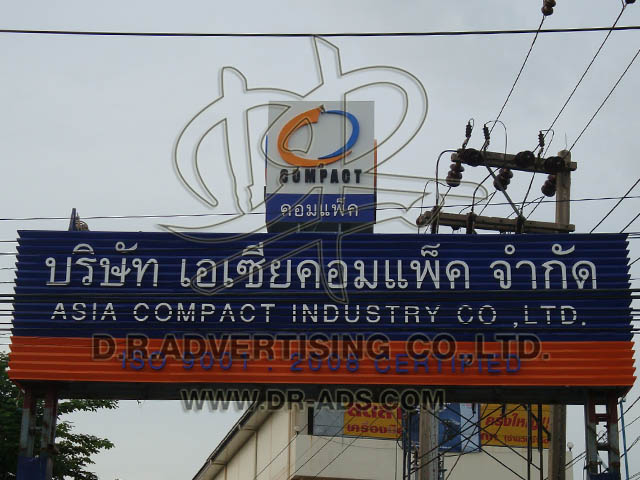 COMPACT
คอมแพ็ค
บริษัท เอเซียคอมแพ็ค จำกัด
ASIA COMPACT INDUSTRY CO ,LTD.
D.R ADVERTISING CO.,LTD.
ISO 9001 : 2008 CERTIFIED
WWW.DR-ADS.COM